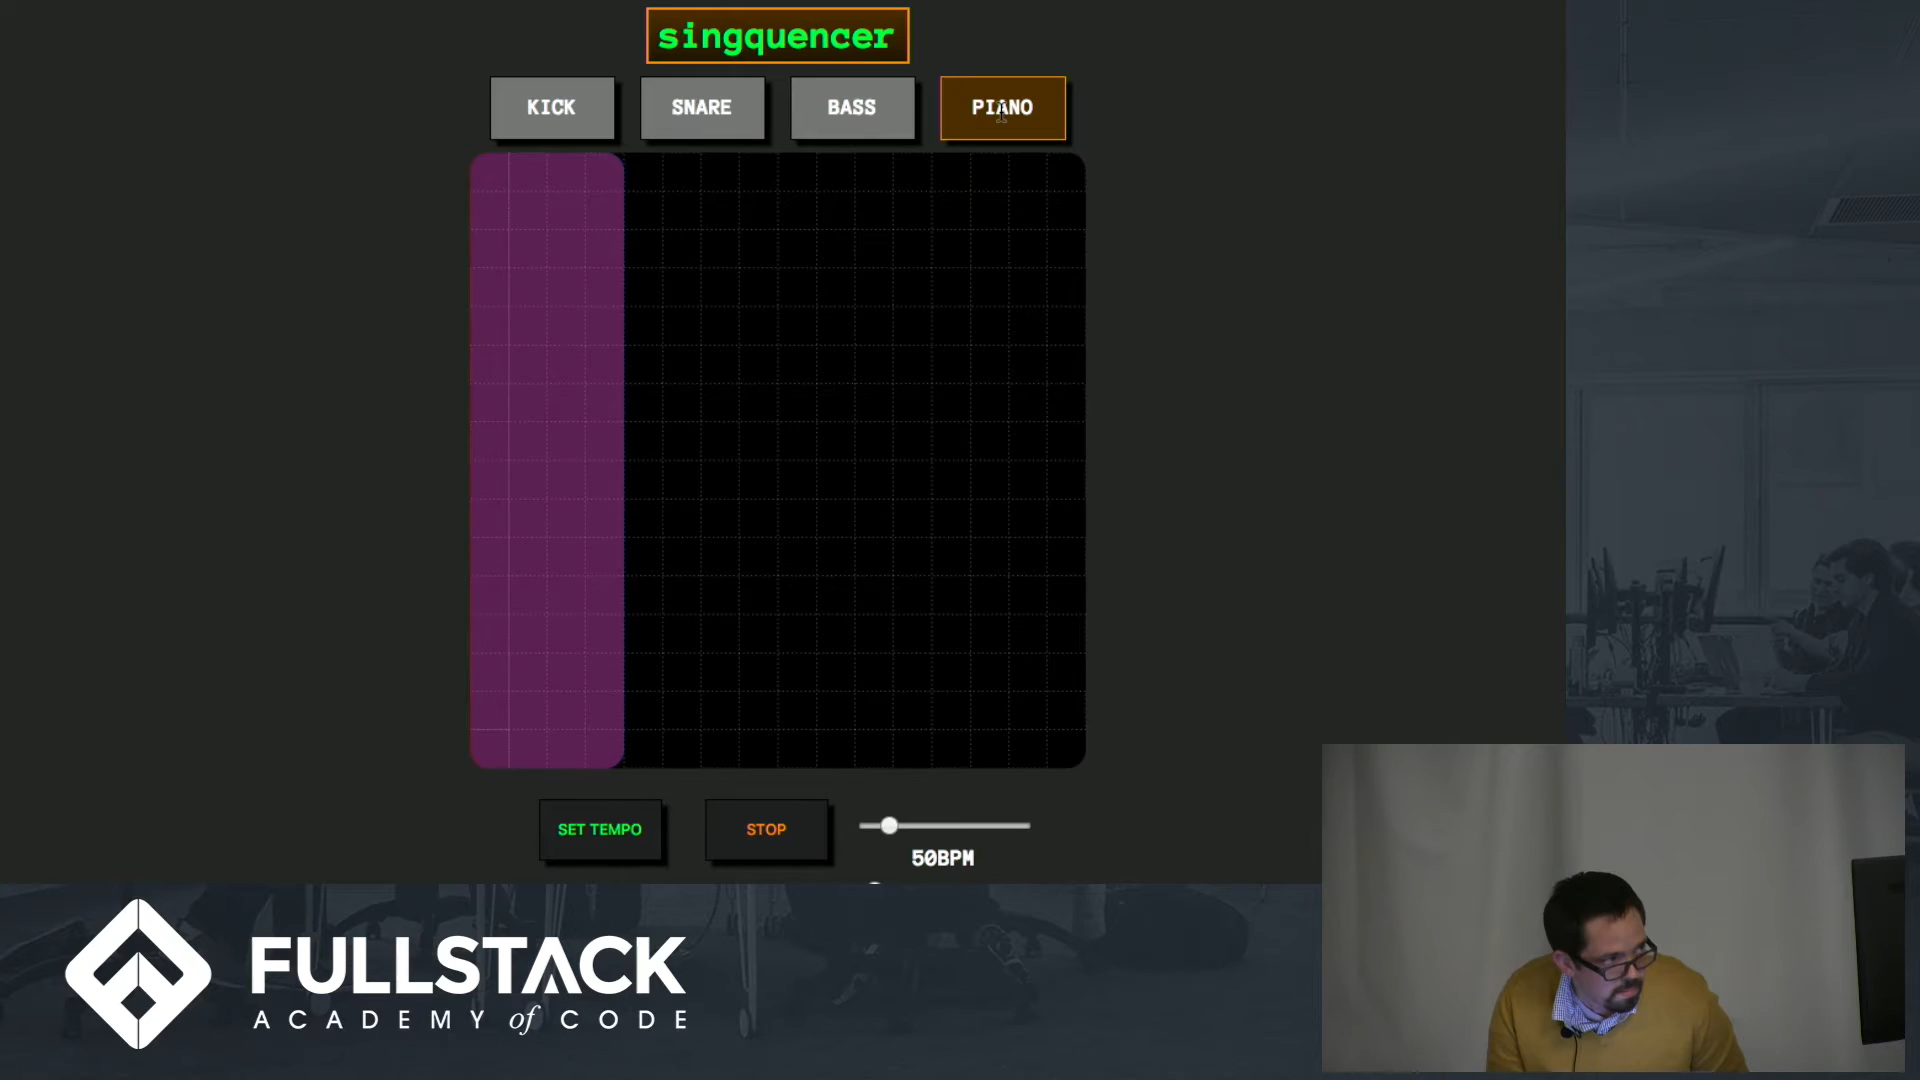 singquencer
KICK
SNARE
BASS
PIANO
SET TEMPO
STOP
50BPM
FULLSTACK
ACADEMY of CODE